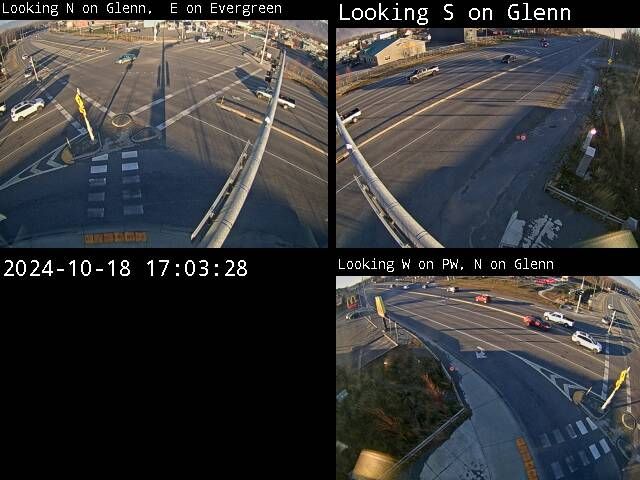 Looking N on Glenn,  E on Evergreen
Looking S on Glenn
2024-10-18 17:03:28
Looking W on PW, N on Glenn